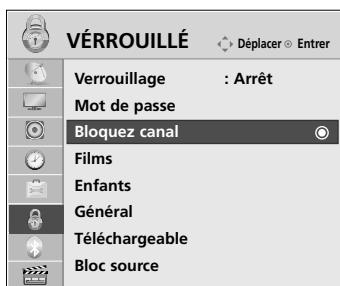 VÉRROUILLÉ Déplacer Entrer
Verrouillage : Arrêt
Mot de passe
Bloquez canal
Films
Enfants
Général
Téléchargeable
Bloc source